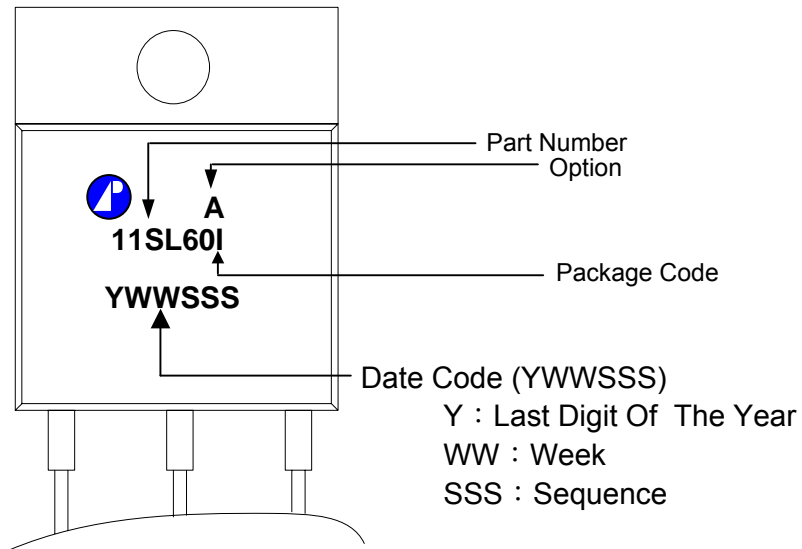 Part Number
Option
A
11SL60I
Package Code
YWWSSS
Date Code (YWWSSS)
Y：Last Digit Of The Year
WW：Week
SSS：Sequence